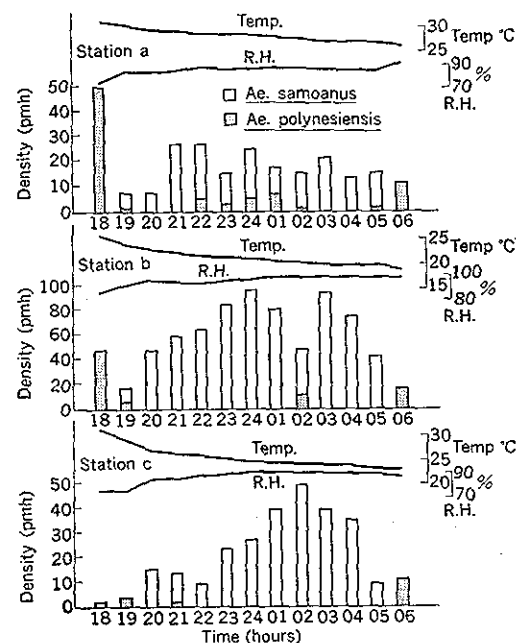 Temp.
30 Temp °C
25
Station a
R.H.
90
70 %
R.H.
Ae. samoanus
Ae. polynesiensis
Density (pmh)
50
40
30
20
10
0
18 19 20 21 22 23 24 01 02 03 04 05 06
Temp.
25 Temp °C
20
15
Station b
R.H.
100
80 %
R.H.
Density (pmh)
100
80
60
40
20
0
18 19 20 21 22 23 24 01 02 03 04 05 06
Temp.
30 Temp °C
25
20
Station c
R.H.
90
70 %
R.H.
Density (pmh)
50
40
30
20
10
0
18 19 20 21 22 23 24 01 02 03 04 05 06
Time (hours)